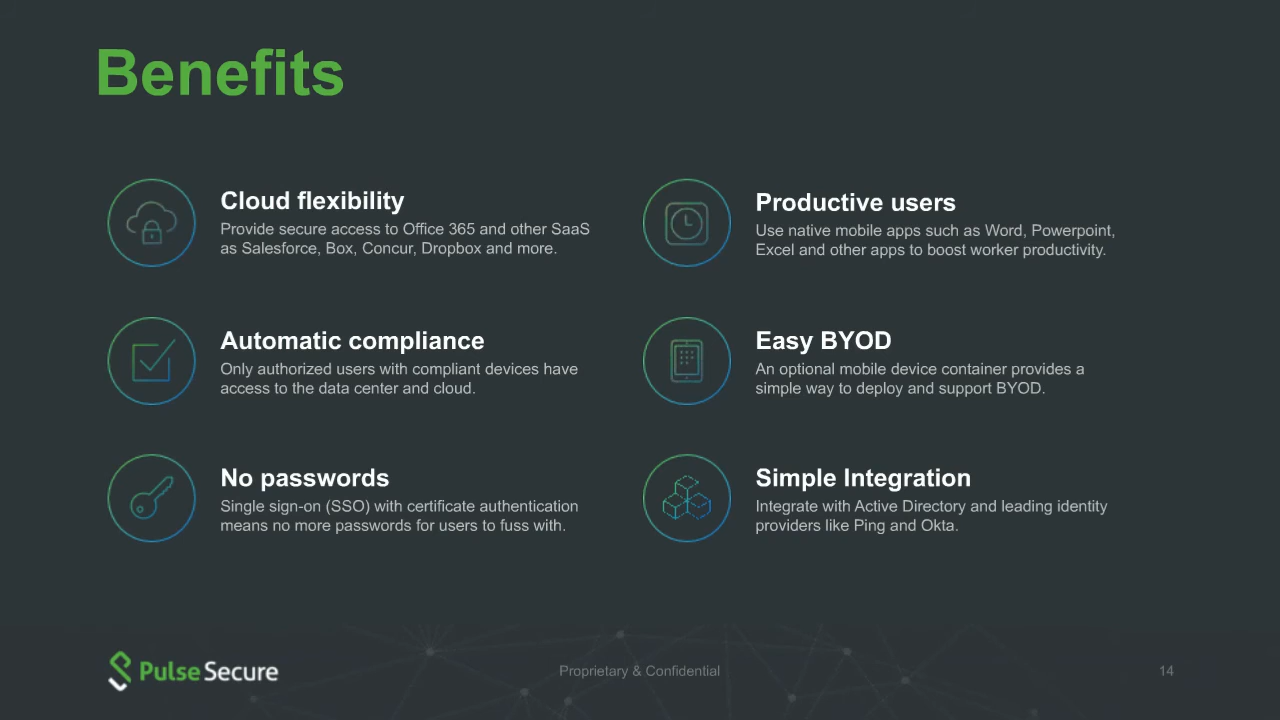 Benefits
Cloud flexibility
Provide secure access to Office 365 and other SaaS
as Salesforce, Box, Concur, Dropbox and more.
Productive users
Use native mobile apps such as Word, Powerpoint,
Excel and other apps to boost worker productivity.
Automatic compliance
Only authorized users with compliant devices have
access to the data center and cloud.
Easy BYOD
An optional mobile device container provides a
simple way to deploy and support BYOD.
No passwords
Single sign-on (SSO) with certificate authentication
means no more passwords for users to fuss with.
Simple Integration
Integrate with Active Directory and leading identity
providers like Ping and Okta.
Pulse Secure
Proprietary & Confidential
14